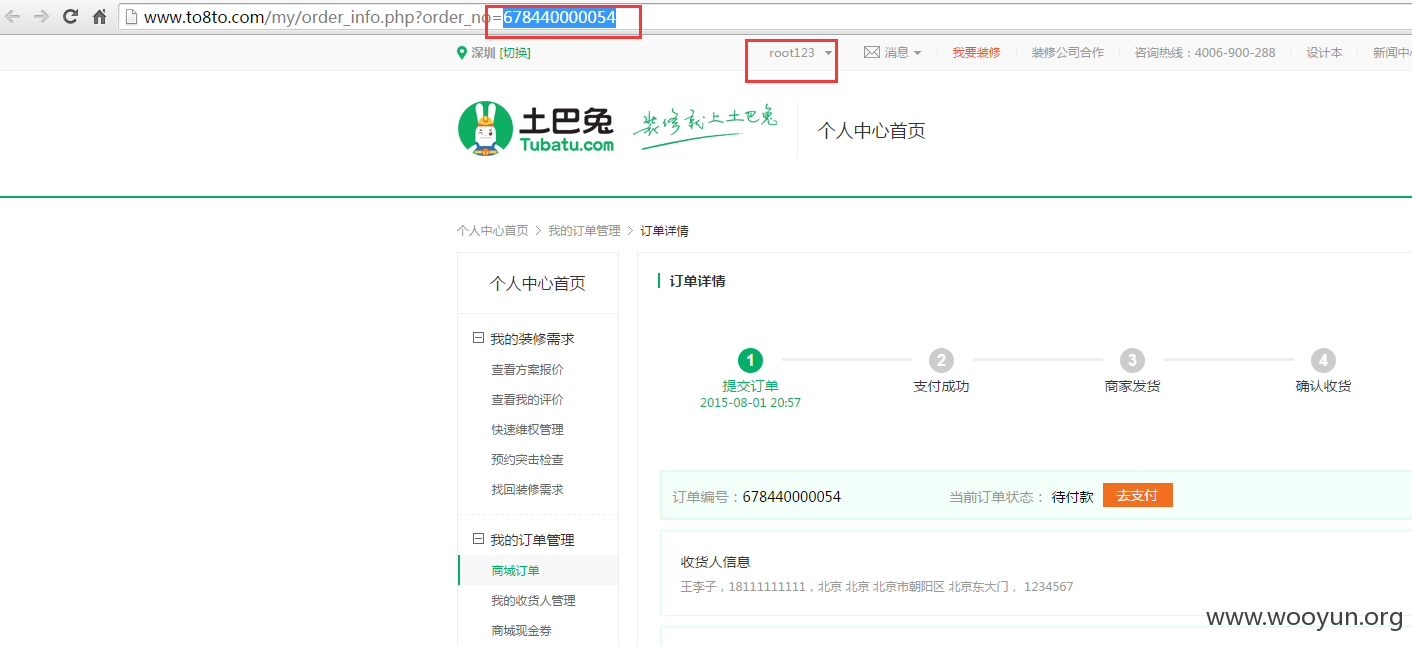 www.to8to.com/my/order_info.php?order_no=678440000054
深圳 [切换] root123 消息 我要装修 装修公司合作 咨询热线：4006-900-288 设计本 新闻中
土巴兔 装修就上土巴兔 个人中心首页
Tubatu.com
个人中心首页 > 我的订单管理 > 订单详情
个人中心首页
订单详情
我的装修需求
查看方案报价
查看我的评价
快速维权管理
预约突击检查
找回装修需求
1 2 3 4
提交订单 支付成功 商家发货 确认收货
2015-08-01 20:57
订单编号：678440000054 当前订单状态： 待付款 去支付
我的订单管理
商城订单
我的收货人管理
商城现金券
收货人信息
王李子，18111111111，北京 北京 北京市朝阳区 北京东大门， 1234567
www.wooyun.org